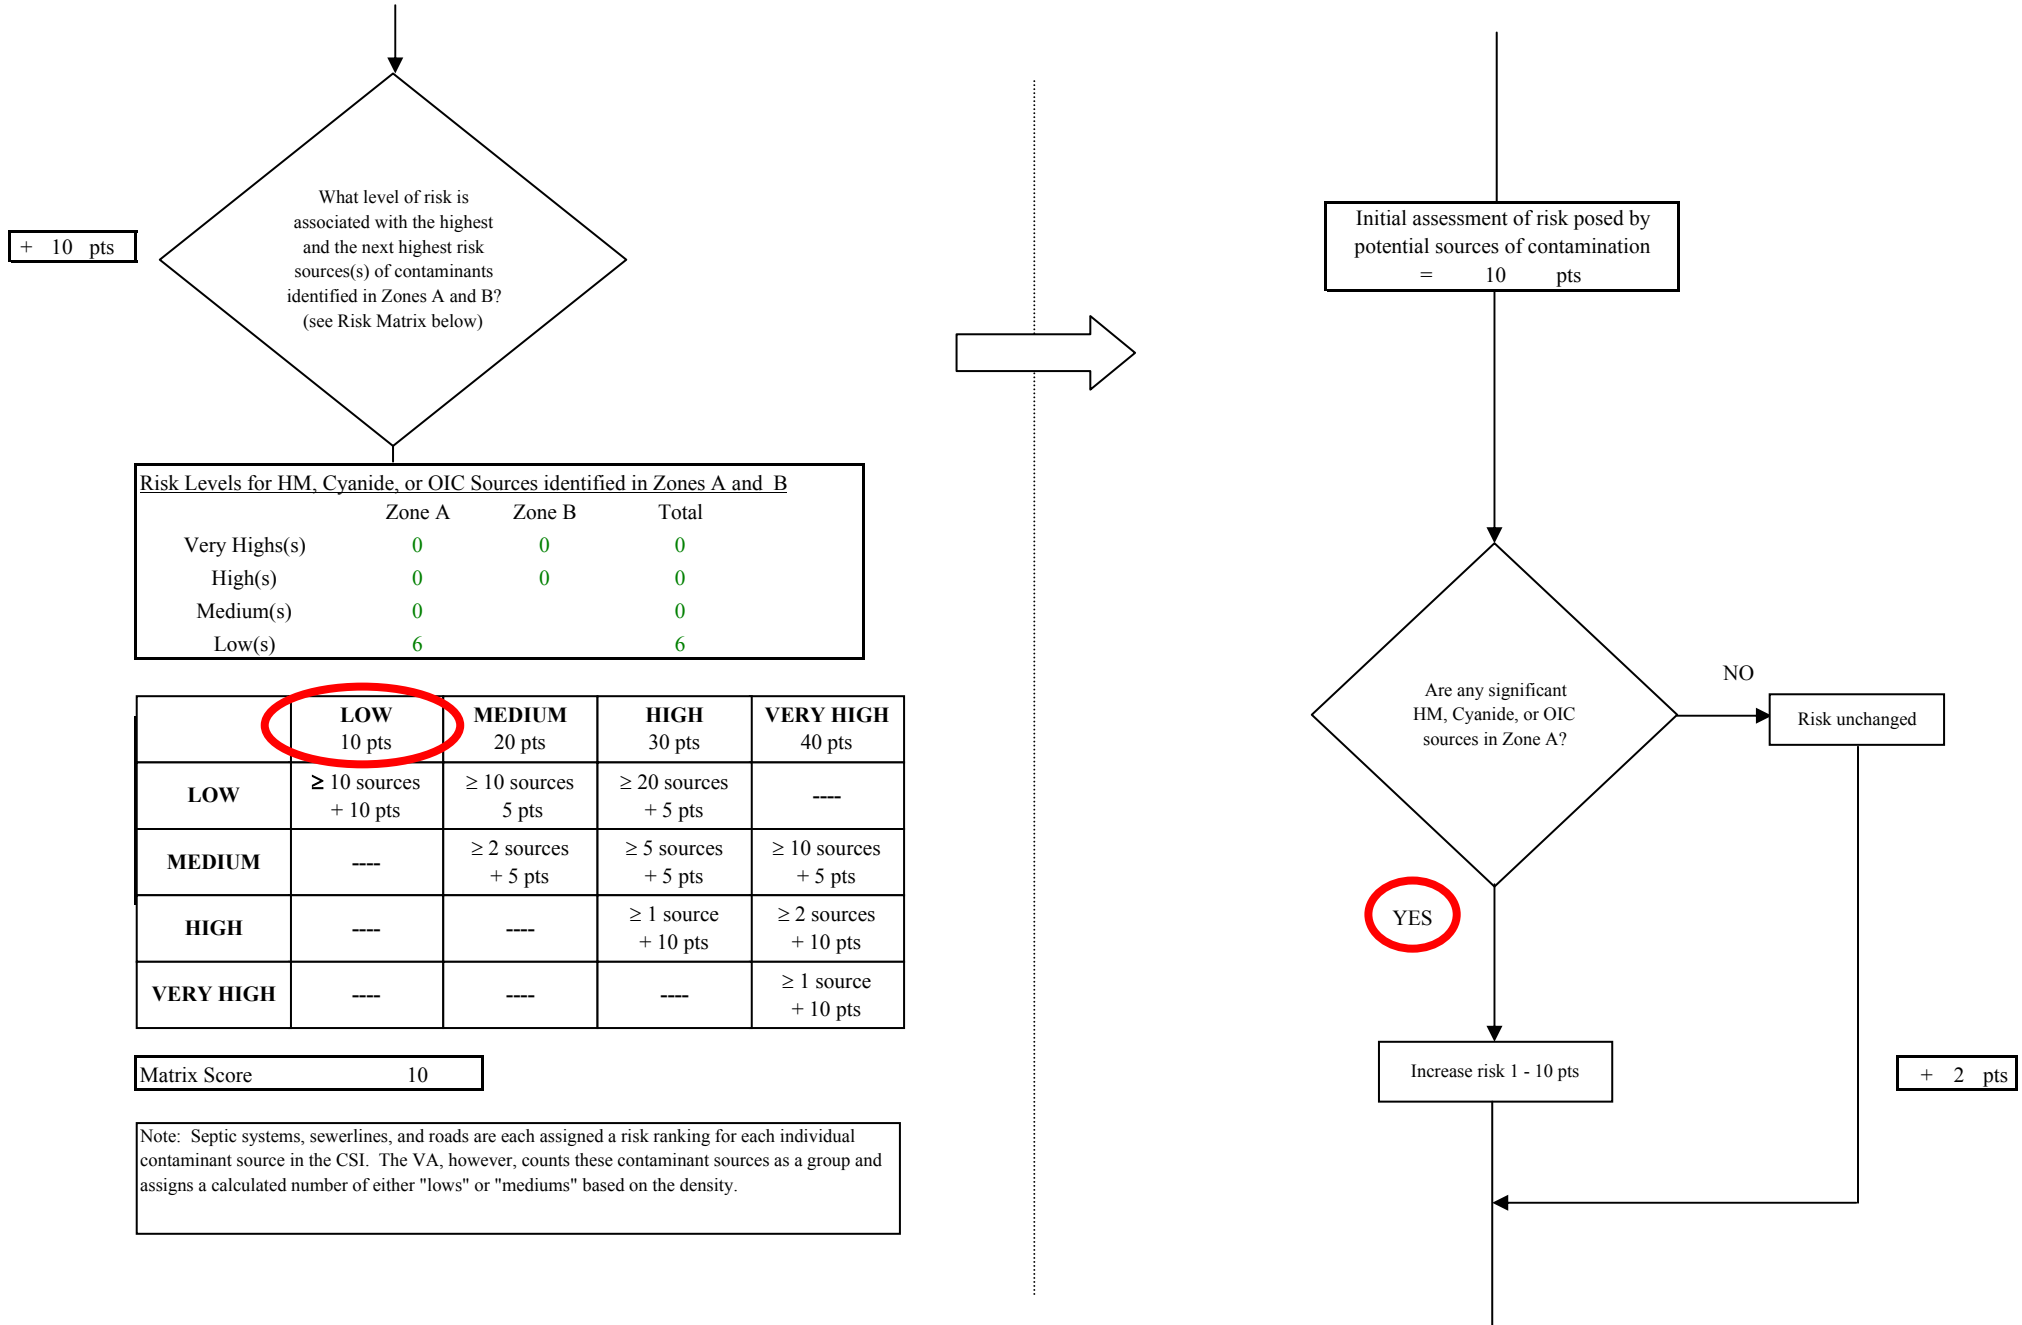 + 10 pts
What level of risk is
associated with the highest
and the next highest risk
sources(s) of contaminants
identified in Zones A and B?
(see Risk Matrix below)
Risk Levels for HM, Cyanide, or OIC Sources identified in Zones A and B
Zone A Zone B Total
Very Highs(s) 0 0 0
High(s) 0 0 0
Medium(s) 0 0
Low(s) 6 6
LOW MEDIUM HIGH VERY HIGH
10 pts 20 pts 30 pts 40 pts
LOW ≥ 10 sources ≥ 10 sources ≥ 20 sources ----
+ 10 pts 5 pts + 5 pts
MEDIUM ---- ≥ 2 sources ≥ 5 sources ≥ 10 sources
+ 5 pts + 5 pts + 5 pts
HIGH ---- ---- ≥ 1 source ≥ 2 sources
+ 10 pts + 10 pts
VERY HIGH ---- ---- ---- ≥ 1 source
+ 10 pts
Matrix Score 10
Note: Septic systems, sewerlines, and roads are each assigned a risk ranking for each individual
contaminant source in the CSI. The VA, however, counts these contaminant sources as a group and
assigns a calculated number of either "lows" or "mediums" based on the density.
Initial assessment of risk posed by
potential sources of contamination
= 10 pts
Are any significant
HM, Cyanide, or OIC
sources in Zone A?
NO
Risk unchanged
YES
Increase risk 1 - 10 pts
+ 2 pts